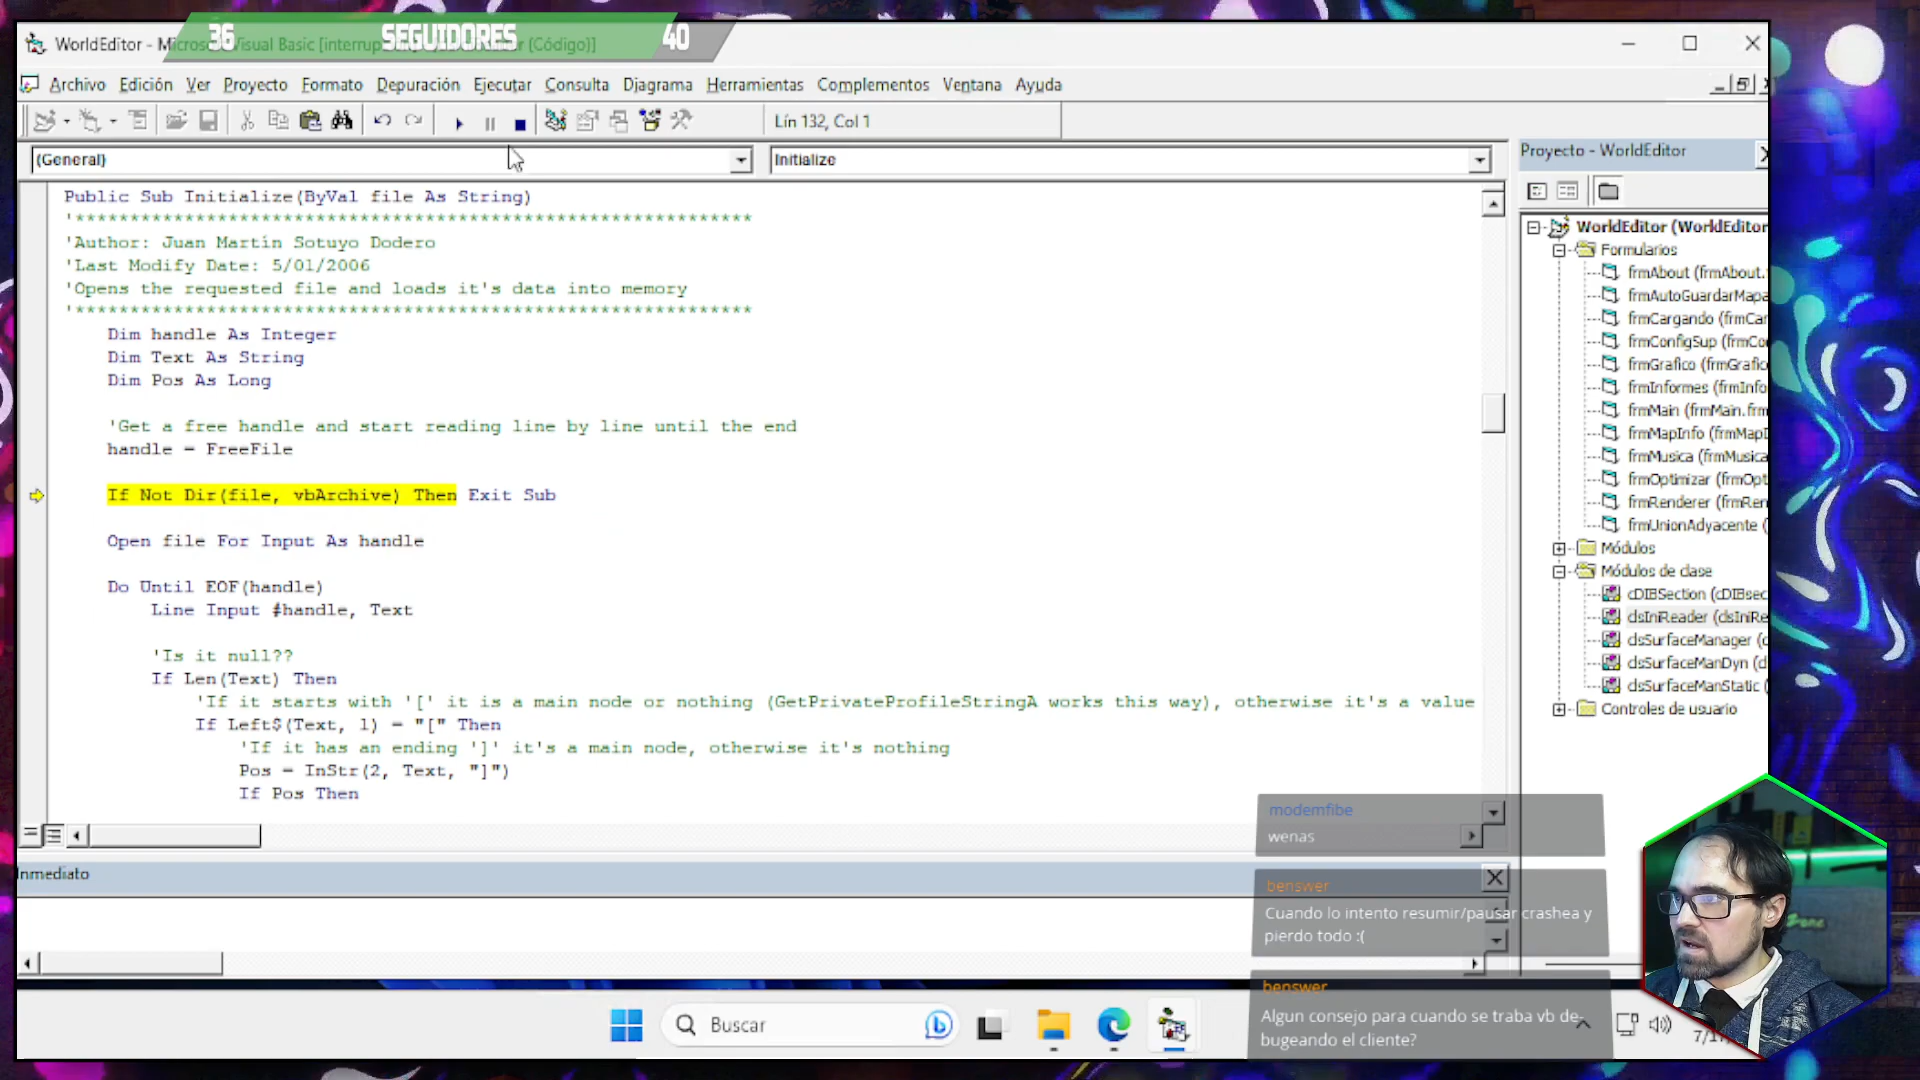 36 SEGUIDORES 40
WorldEditor - Micros Visual Basic [interrup r (Código)]
Archivo Edición Ver Proyecto Formato Depuración Ejecutar Consulta Diagrama Herramientas Complementos Ventana Ayuda
Lín 132, Col 1
(General)
Initialize
Public Sub Initialize(ByVal file As String)
'***************************************************************
'Author: Juan Martín Sotuyo Dodero
'Last Modify Date: 5/01/2006
'Opens the requested file and loads it's data into memory
'***************************************************************
Dim handle As Integer
Dim Text As String
Dim Pos As Long
'Get a free handle and start reading line by line until the end
handle = FreeFile
If Not Dir(file, vbArchive) Then Exit Sub
Open file For Input As handle
Do Until EOF(handle)
Line Input #handle, Text
'Is it null??
If Len(Text) Then
'If it starts with '[' it is a main node or nothing (GetPrivateProfileStringA works this way), otherwise it's a value
If Left$(Text, 1) = "[" Then
'If it has an ending ']' it's a main node, otherwise it's nothing
Pos = InStr(2, Text, "]")
If Pos Then
Inmediato
Proyecto - WorldEditor
WorldEditor (WorldEditor
Formularios
frmAbout (frmAbout.
frmAutoGuardarMapa
frmCargando (frmCar
frmConfigSup (frmCo
frmGrafico (frmGrafic
frmInformes (frmInfo
frmMain (frmMain.frm
frmMapInfo (frmMapI
frmMusica (frmMusica
frmOptimizar (frmOpt
frmRenderer (frmRen
frmUnionAdyacente (
Módulos
Módulos de clase
cDIBSection (cDIBsec
clsIniReader (clsIniRe
clsSurfaceManager (c
clsSurfaceManDyn (d
clsSurfaceManStatic (
Controles de usuario
modemfibe
wenas
benswer
Cuando lo intento resumir/pausar crashea y
pierdo todo :(
benswer
Algun consejo para cuando se traba vb de-
bugeando el cliente?
Buscar